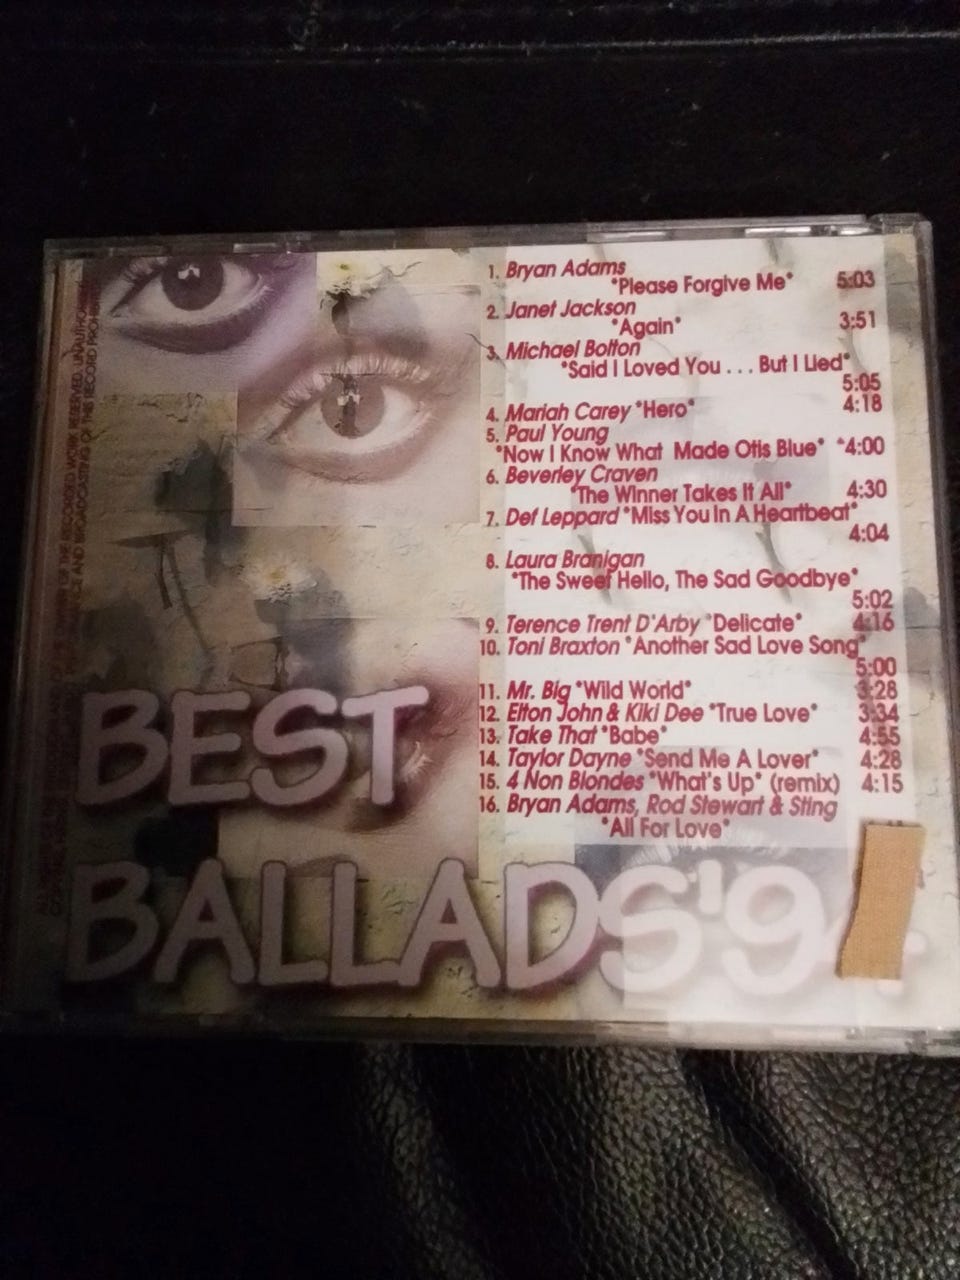 1. Bryan Adams
"Please Forgive Me" 5:03
2. Janet Jackson
"Again" 3:51
3. Michael Bolton
"Said I Loved You . . . But I Lied"
5:05
4. Mariah Carey "Hero" 4:18
5. Paul Young
"Now I Know What Made Otis Blue" "4:00
6. Beverley Craven
"The Winner Takes It All" 4:30
7. Def Leppard "Miss You In A Heartbeat"
4:04
8. Laura Branigan
"The Sweet Hello, The Sad Goodbye"
5:02
9. Terence Trent D'Arby "Delicate" 4:16
10. Toni Braxton "Another Sad Love Song"
5:00
11. Mr. Big "Wild World" 3:28
12. Elton John & Kiki Dee "True Love" 3:34
13. Take That "Babe" 4:55
14. Taylor Dayne "Send Me A Lover" 4:28
15. 4 Non Blondes "What's Up" (remix) 4:15
16. Bryan Adams, Rod Stewart & Sting
"All For Love"
BEST
BALLADS'9